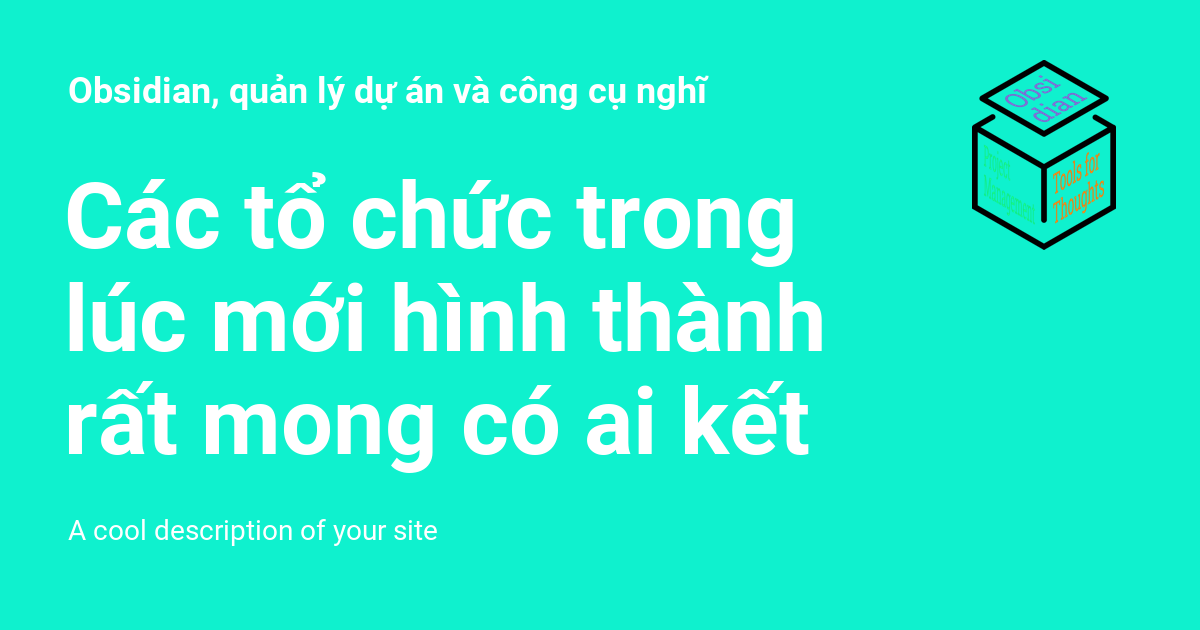 Obsidian, quản lý dự án và công cụ nghĩ
Obsi
dian
Project
Management
Tools for
Thoughts
Các tổ chức trong
lúc mới hình thành
rất mong có ai kết
A cool description of your site